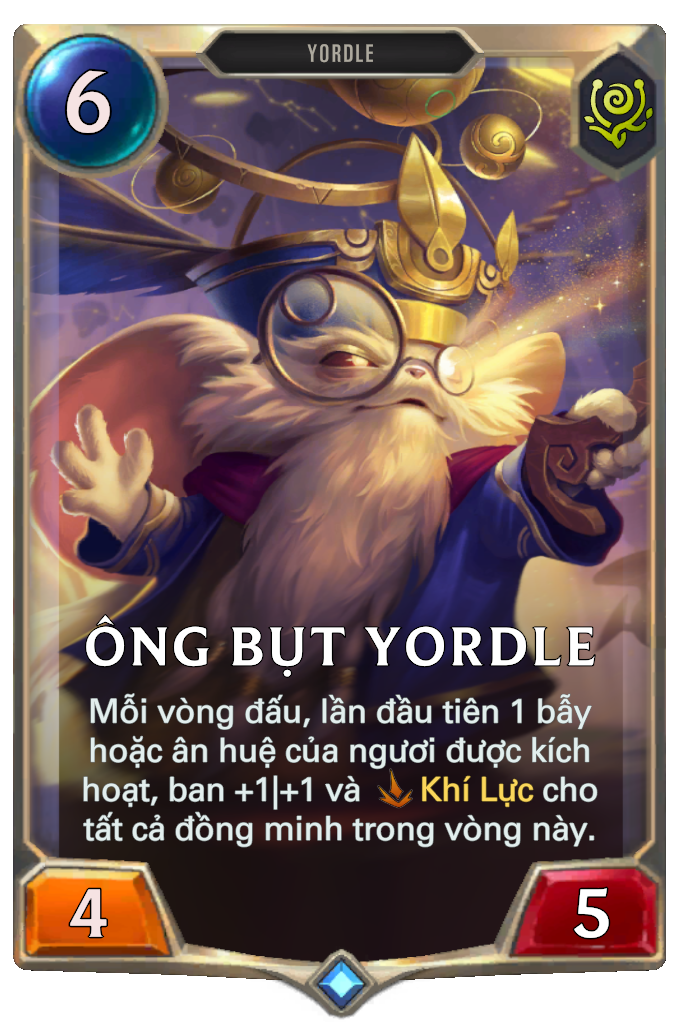 6
YORDLE
ÔNG BỤT YORDLE
Mỗi vòng đấu, lần đầu tiên 1 bẫy
hoặc ân huệ của ngươi được kích
hoạt, ban +1|+1 và Khí Lực cho
tất cả đồng minh trong vòng này.
4
5